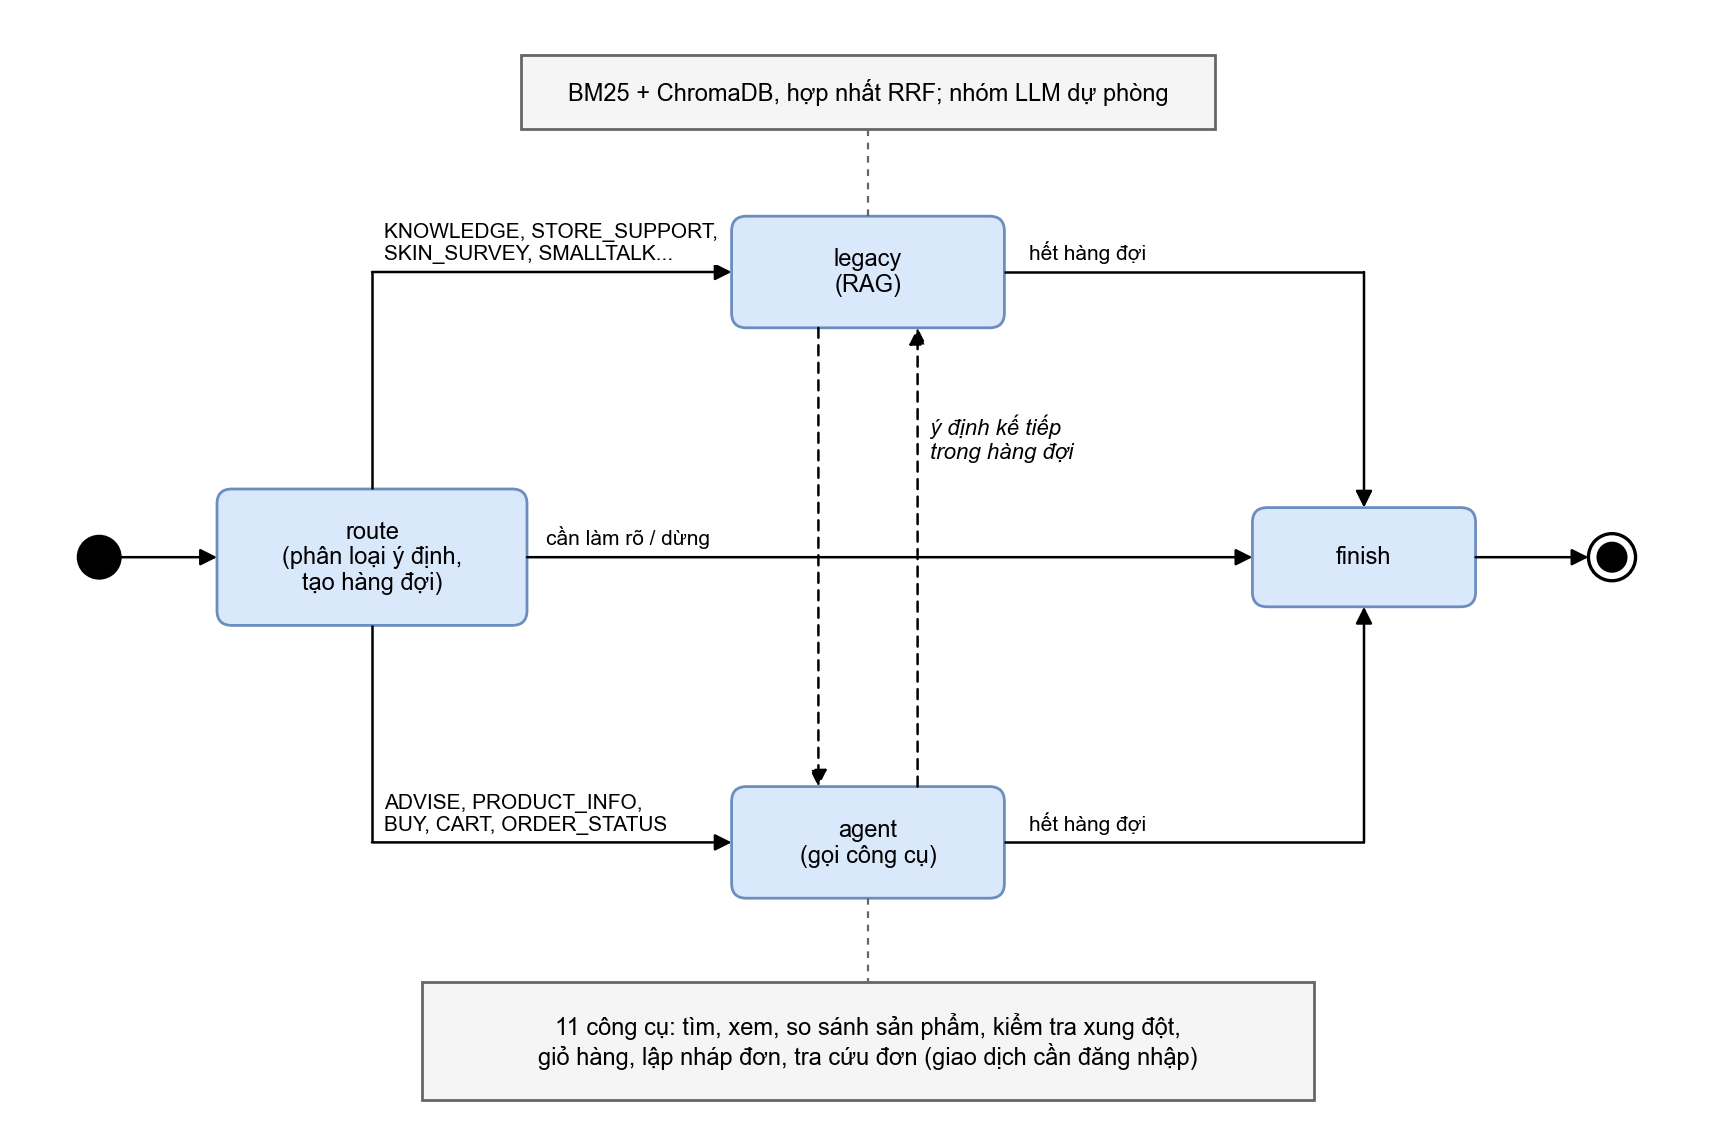 BM25 + ChromaDB, hợp nhất RRF; nhóm LLM dự phòng
KNOWLEDGE, STORE_SUPPORT,
SKIN_SURVEY, SMALLTALK...
legacy
(RAG)
hết hàng đợi
ý định kế tiếp
trong hàng đợi
route
(phân loại ý định,
tạo hàng đợi)
cần làm rõ / dừng
finish
ADVISE, PRODUCT_INFO,
BUY, CART, ORDER_STATUS
agent
(gọi công cụ)
hết hàng đợi
11 công cụ: tìm, xem, so sánh sản phẩm, kiểm tra xung đột,
giỏ hàng, lập nháp đơn, tra cứu đơn (giao dịch cần đăng nhập)